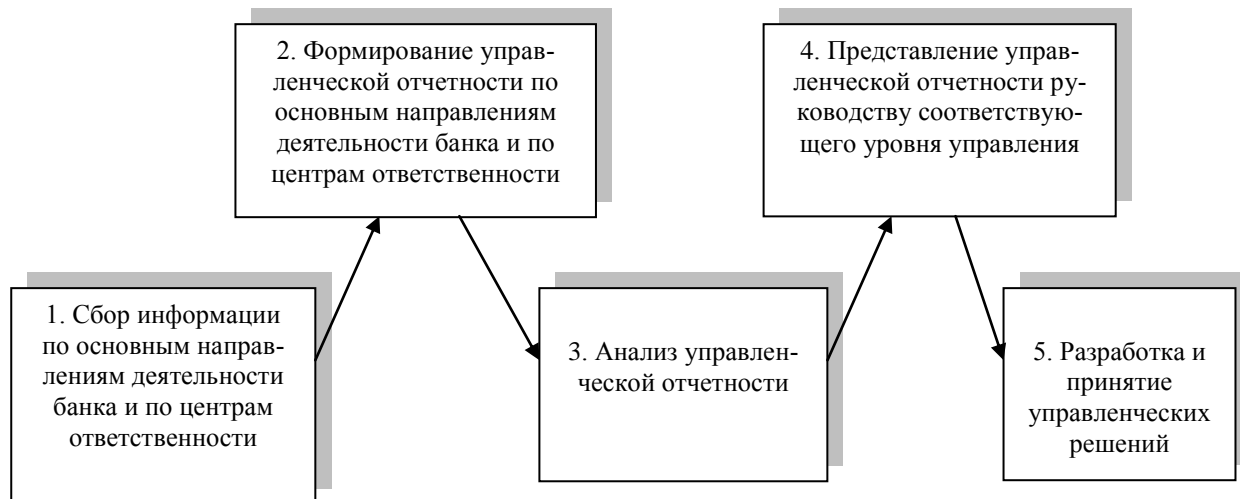 1. Сбор информации
по основным направ-
лениям деятельности
банка и по центрам
ответственности
2. Формирование управ-
ленческой отчетности по
основным направлениям
деятельности банка и по
центрам ответственности
3. Анализ управлен-
ческой отчетности
4. Представление управ-
ленческой отчетности ру-
ководству соответствую-
щего уровня управления
5. Разработка и
принятие
управленческих
решений